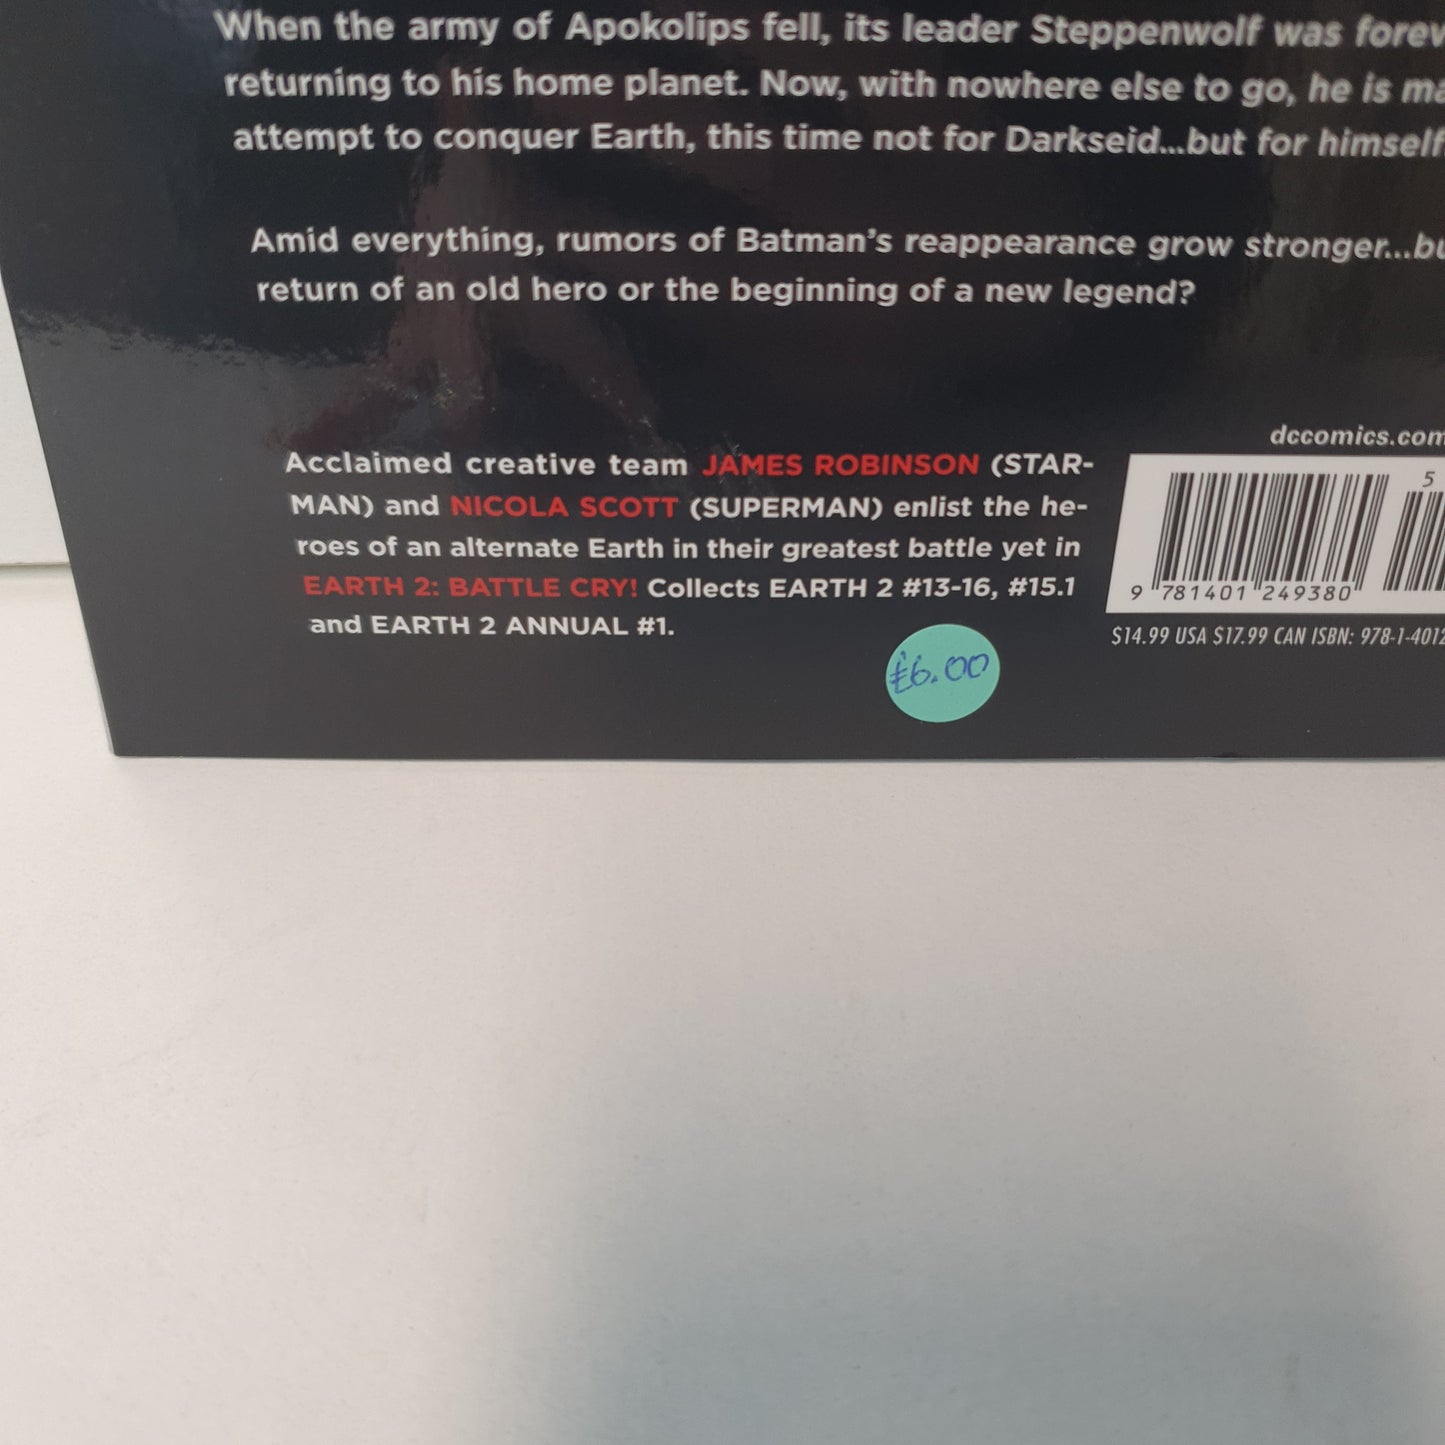 When the army of Apokolips fell, its leader Steppenwolf was forev
returning to his home planet. Now, with nowhere else to go, he is ma
attempt to conquer Earth, this time not for Darkseid...but for himself.
Amid everything, rumors of Batman's reappearance grow stronger...bu
return of an old hero or the beginning of a new legend?
dccomics.com
Acclaimed creative team JAMES ROBINSON (STAR-
MAN) and NICOLA SCOTT (SUPERMAN) enlist the he-
roes of an alternate Earth in their greatest battle yet in
EARTH 2: BATTLE CRY! Collects EARTH 2 #13-16, #15.1
and EARTH 2 ANNUAL #1.
5
9 781401 249380
$14.99 USA $17.99 CAN ISBN: 978-1-4012
£6.00